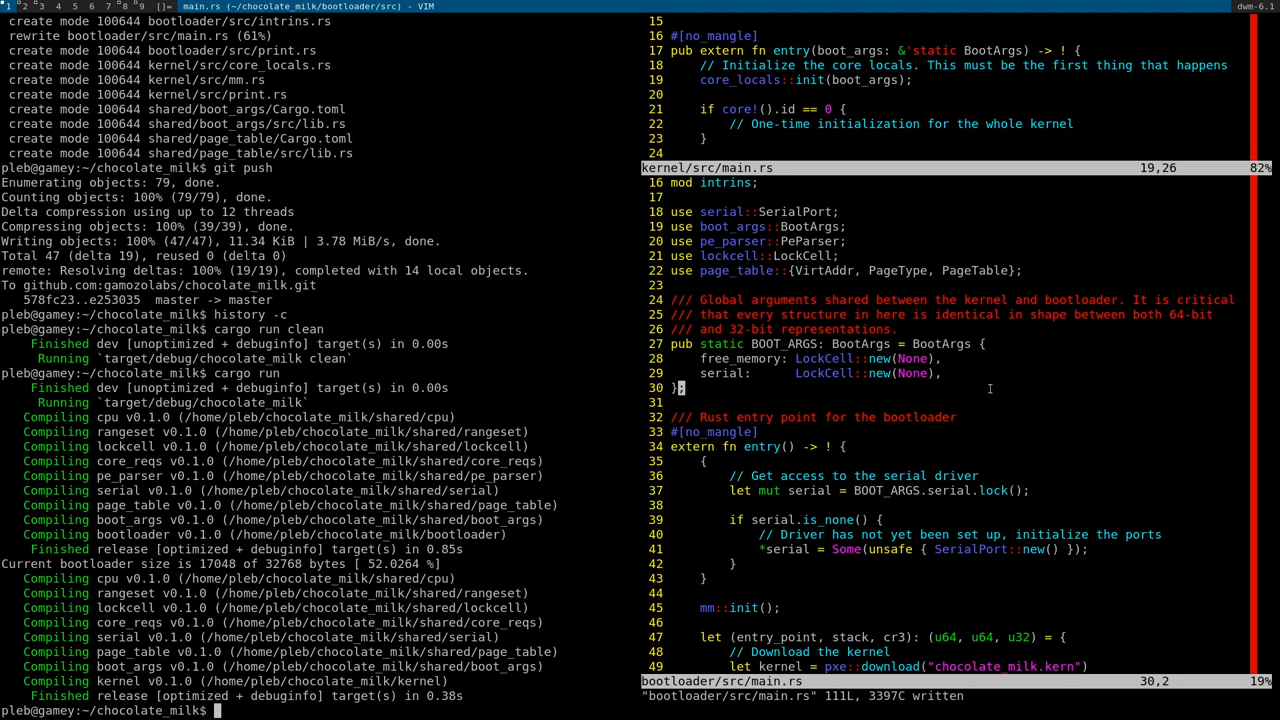 1 2 3 4 5 6 7 8 9 []= main.rs (~/chocolate_milk/bootloader/src) - VIM dwm-6.1
create mode 100644 bootloader/src/intrins.rs
rewrite bootloader/src/main.rs (61%)
create mode 100644 bootloader/src/print.rs
create mode 100644 kernel/src/core_locals.rs
create mode 100644 kernel/src/mm.rs
create mode 100644 kernel/src/print.rs
create mode 100644 shared/boot_args/Cargo.toml
create mode 100644 shared/boot_args/src/lib.rs
create mode 100644 shared/page_table/Cargo.toml
create mode 100644 shared/page_table/src/lib.rs
pleb@gamey:~/chocolate_milk$ git push
Enumerating objects: 79, done.
Counting objects: 100% (79/79), done.
Delta compression using up to 12 threads
Compressing objects: 100% (39/39), done.
Writing objects: 100% (47/47), 11.34 KiB | 3.78 MiB/s, done.
Total 47 (delta 19), reused 0 (delta 0)
remote: Resolving deltas: 100% (19/19), completed with 14 local objects.
To github.com:gamozolabs/chocolate_milk.git
578fc23..e253035  master -> master
pleb@gamey:~/chocolate_milk$ history -c
pleb@gamey:~/chocolate_milk$ cargo run clean
Finished dev [unoptimized + debuginfo] target(s) in 0.00s
Running `target/debug/chocolate_milk clean`
pleb@gamey:~/chocolate_milk$ cargo run
Finished dev [unoptimized + debuginfo] target(s) in 0.00s
Running `target/debug/chocolate_milk`
Compiling cpu v0.1.0 (/home/pleb/chocolate_milk/shared/cpu)
Compiling rangeset v0.1.0 (/home/pleb/chocolate_milk/shared/rangeset)
Compiling lockcell v0.1.0 (/home/pleb/chocolate_milk/shared/lockcell)
Compiling core_reqs v0.1.0 (/home/pleb/chocolate_milk/shared/core_reqs)
Compiling pe_parser v0.1.0 (/home/pleb/chocolate_milk/shared/pe_parser)
Compiling serial v0.1.0 (/home/pleb/chocolate_milk/shared/serial)
Compiling page_table v0.1.0 (/home/pleb/chocolate_milk/shared/page_table)
Compiling boot_args v0.1.0 (/home/pleb/chocolate_milk/shared/boot_args)
Compiling bootloader v0.1.0 (/home/pleb/chocolate_milk/bootloader)
Finished release [optimized + debuginfo] target(s) in 0.85s
Current bootloader size is 17048 of 32768 bytes [ 52.0264 %]
Compiling cpu v0.1.0 (/home/pleb/chocolate_milk/shared/cpu)
Compiling rangeset v0.1.0 (/home/pleb/chocolate_milk/shared/rangeset)
Compiling lockcell v0.1.0 (/home/pleb/chocolate_milk/shared/lockcell)
Compiling core_reqs v0.1.0 (/home/pleb/chocolate_milk/shared/core_reqs)
Compiling serial v0.1.0 (/home/pleb/chocolate_milk/shared/serial)
Compiling page_table v0.1.0 (/home/pleb/chocolate_milk/shared/page_table)
Compiling boot_args v0.1.0 (/home/pleb/chocolate_milk/shared/boot_args)
Compiling kernel v0.1.0 (/home/pleb/chocolate_milk/kernel)
Finished release [optimized + debuginfo] target(s) in 0.38s
pleb@gamey:~/chocolate_milk$
15
16 #[no_mangle]
17 pub extern fn entry(boot_args: &'static BootArgs) -> ! {
18     // Initialize the core locals. This must be the first thing that happens
19     core_locals::init(boot_args);
20
21     if core!().id == 0 {
22         // One-time initialization for the whole kernel
23     }
24
kernel/src/main.rs 19,26 82%
16 mod intrins;
17
18 use serial::SerialPort;
19 use boot_args::BootArgs;
20 use pe_parser::PeParser;
21 use lockcell::LockCell;
22 use page_table::{VirtAddr, PageType, PageTable};
23
24 /// Global arguments shared between the kernel and bootloader. It is critical
25 /// that every structure in here is identical in shape between both 64-bit
26 /// and 32-bit representations.
27 pub static BOOT_ARGS: BootArgs = BootArgs {
28     free_memory: LockCell::new(None),
29     serial:      LockCell::new(None),
30 };
31
32 /// Rust entry point for the bootloader
33 #[no_mangle]
34 extern fn entry() -> ! {
35     {
36         // Get access to the serial driver
37         let mut serial = BOOT_ARGS.serial.lock();
38
39         if serial.is_none() {
40             // Driver has not yet been set up, initialize the ports
41             *serial = Some(unsafe { SerialPort::new() });
42         }
43     }
44
45     mm::init();
46
47     let (entry_point, stack, cr3): (u64, u64, u32) = {
48         // Download the kernel
49         let kernel = pxe::download("chocolate_milk.kern")
bootloader/src/main.rs 30,2 19%
"bootloader/src/main.rs" 111L, 3397C written